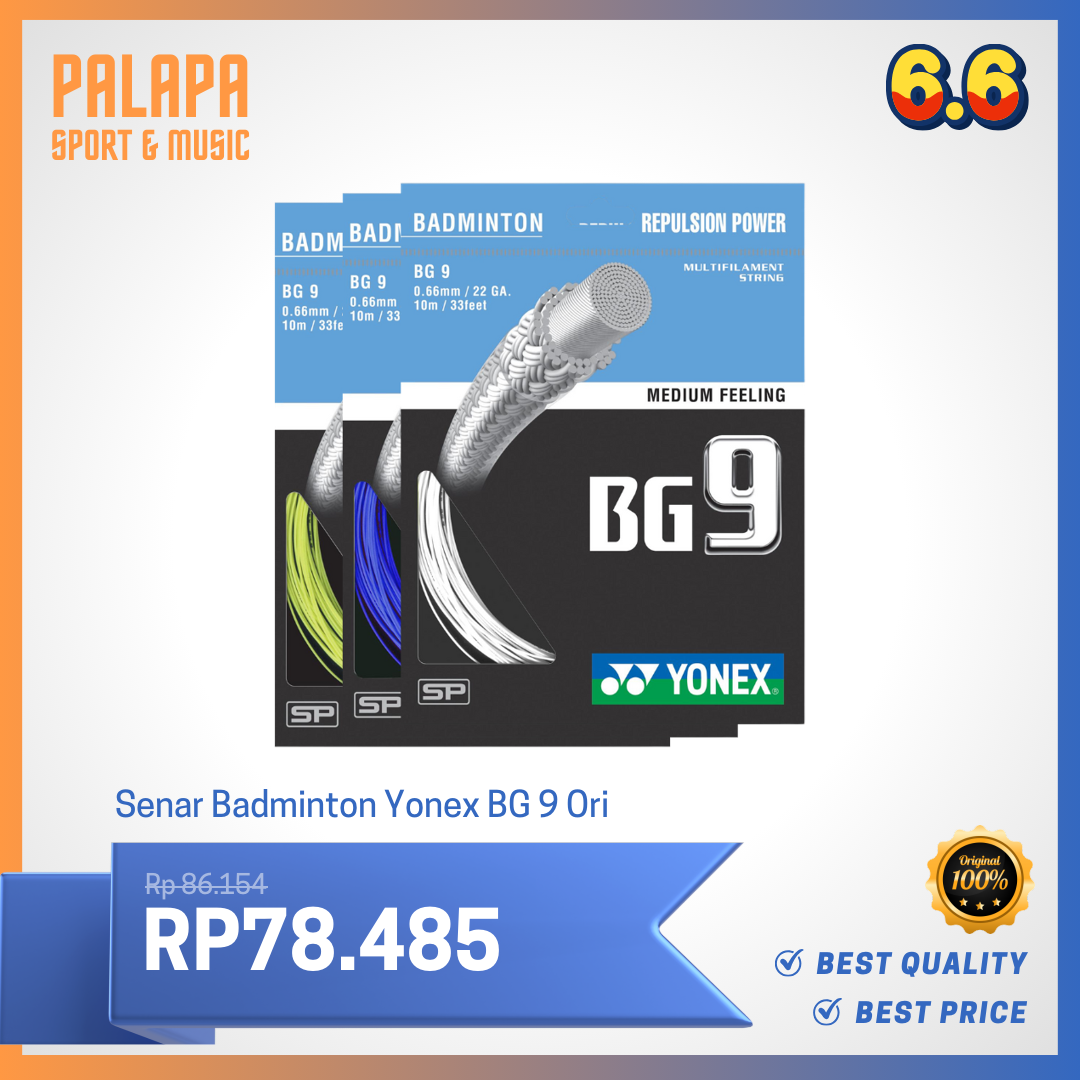 PALAPA
SPORT & MUSIC
6.6
BADM
BG 9
0.66mm /
10m / 33fe
SP
BADM
BG 9
0.66mm
10m / 33
SP
BADMINTON
REPULSION POWER
BG 9
0.66mm / 22 GA.
10m / 33feet
MULTIFILAMENT
STRING
MEDIUM FEELING
BG9
YONEX®
SP
Senar Badminton Yonex BG 9 Ori
Rp 86.154
RP78.485
Original
100%
BEST QUALITY
BEST PRICE